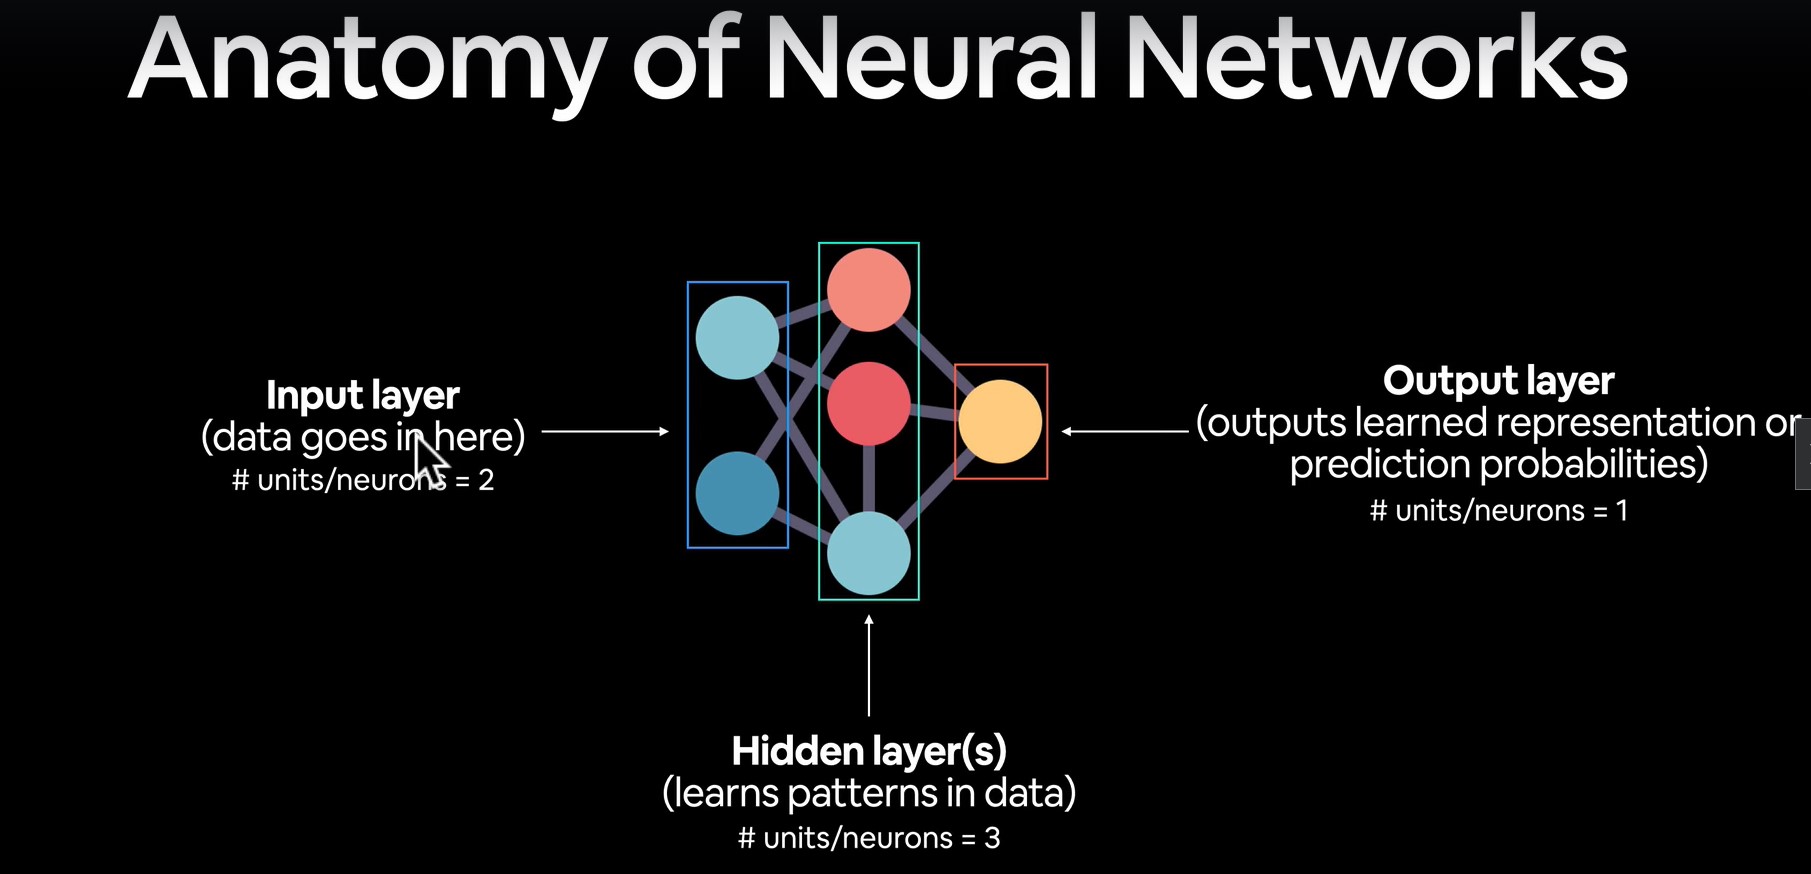 Anatomy of Neural Networks
Input layer
(data goes in here)
# units/neurons = 2
Output layer
(outputs learned representation or
prediction probabilities)
# units/neurons = 1
Hidden layer(s)
(learns patterns in data)
# units/neurons = 3